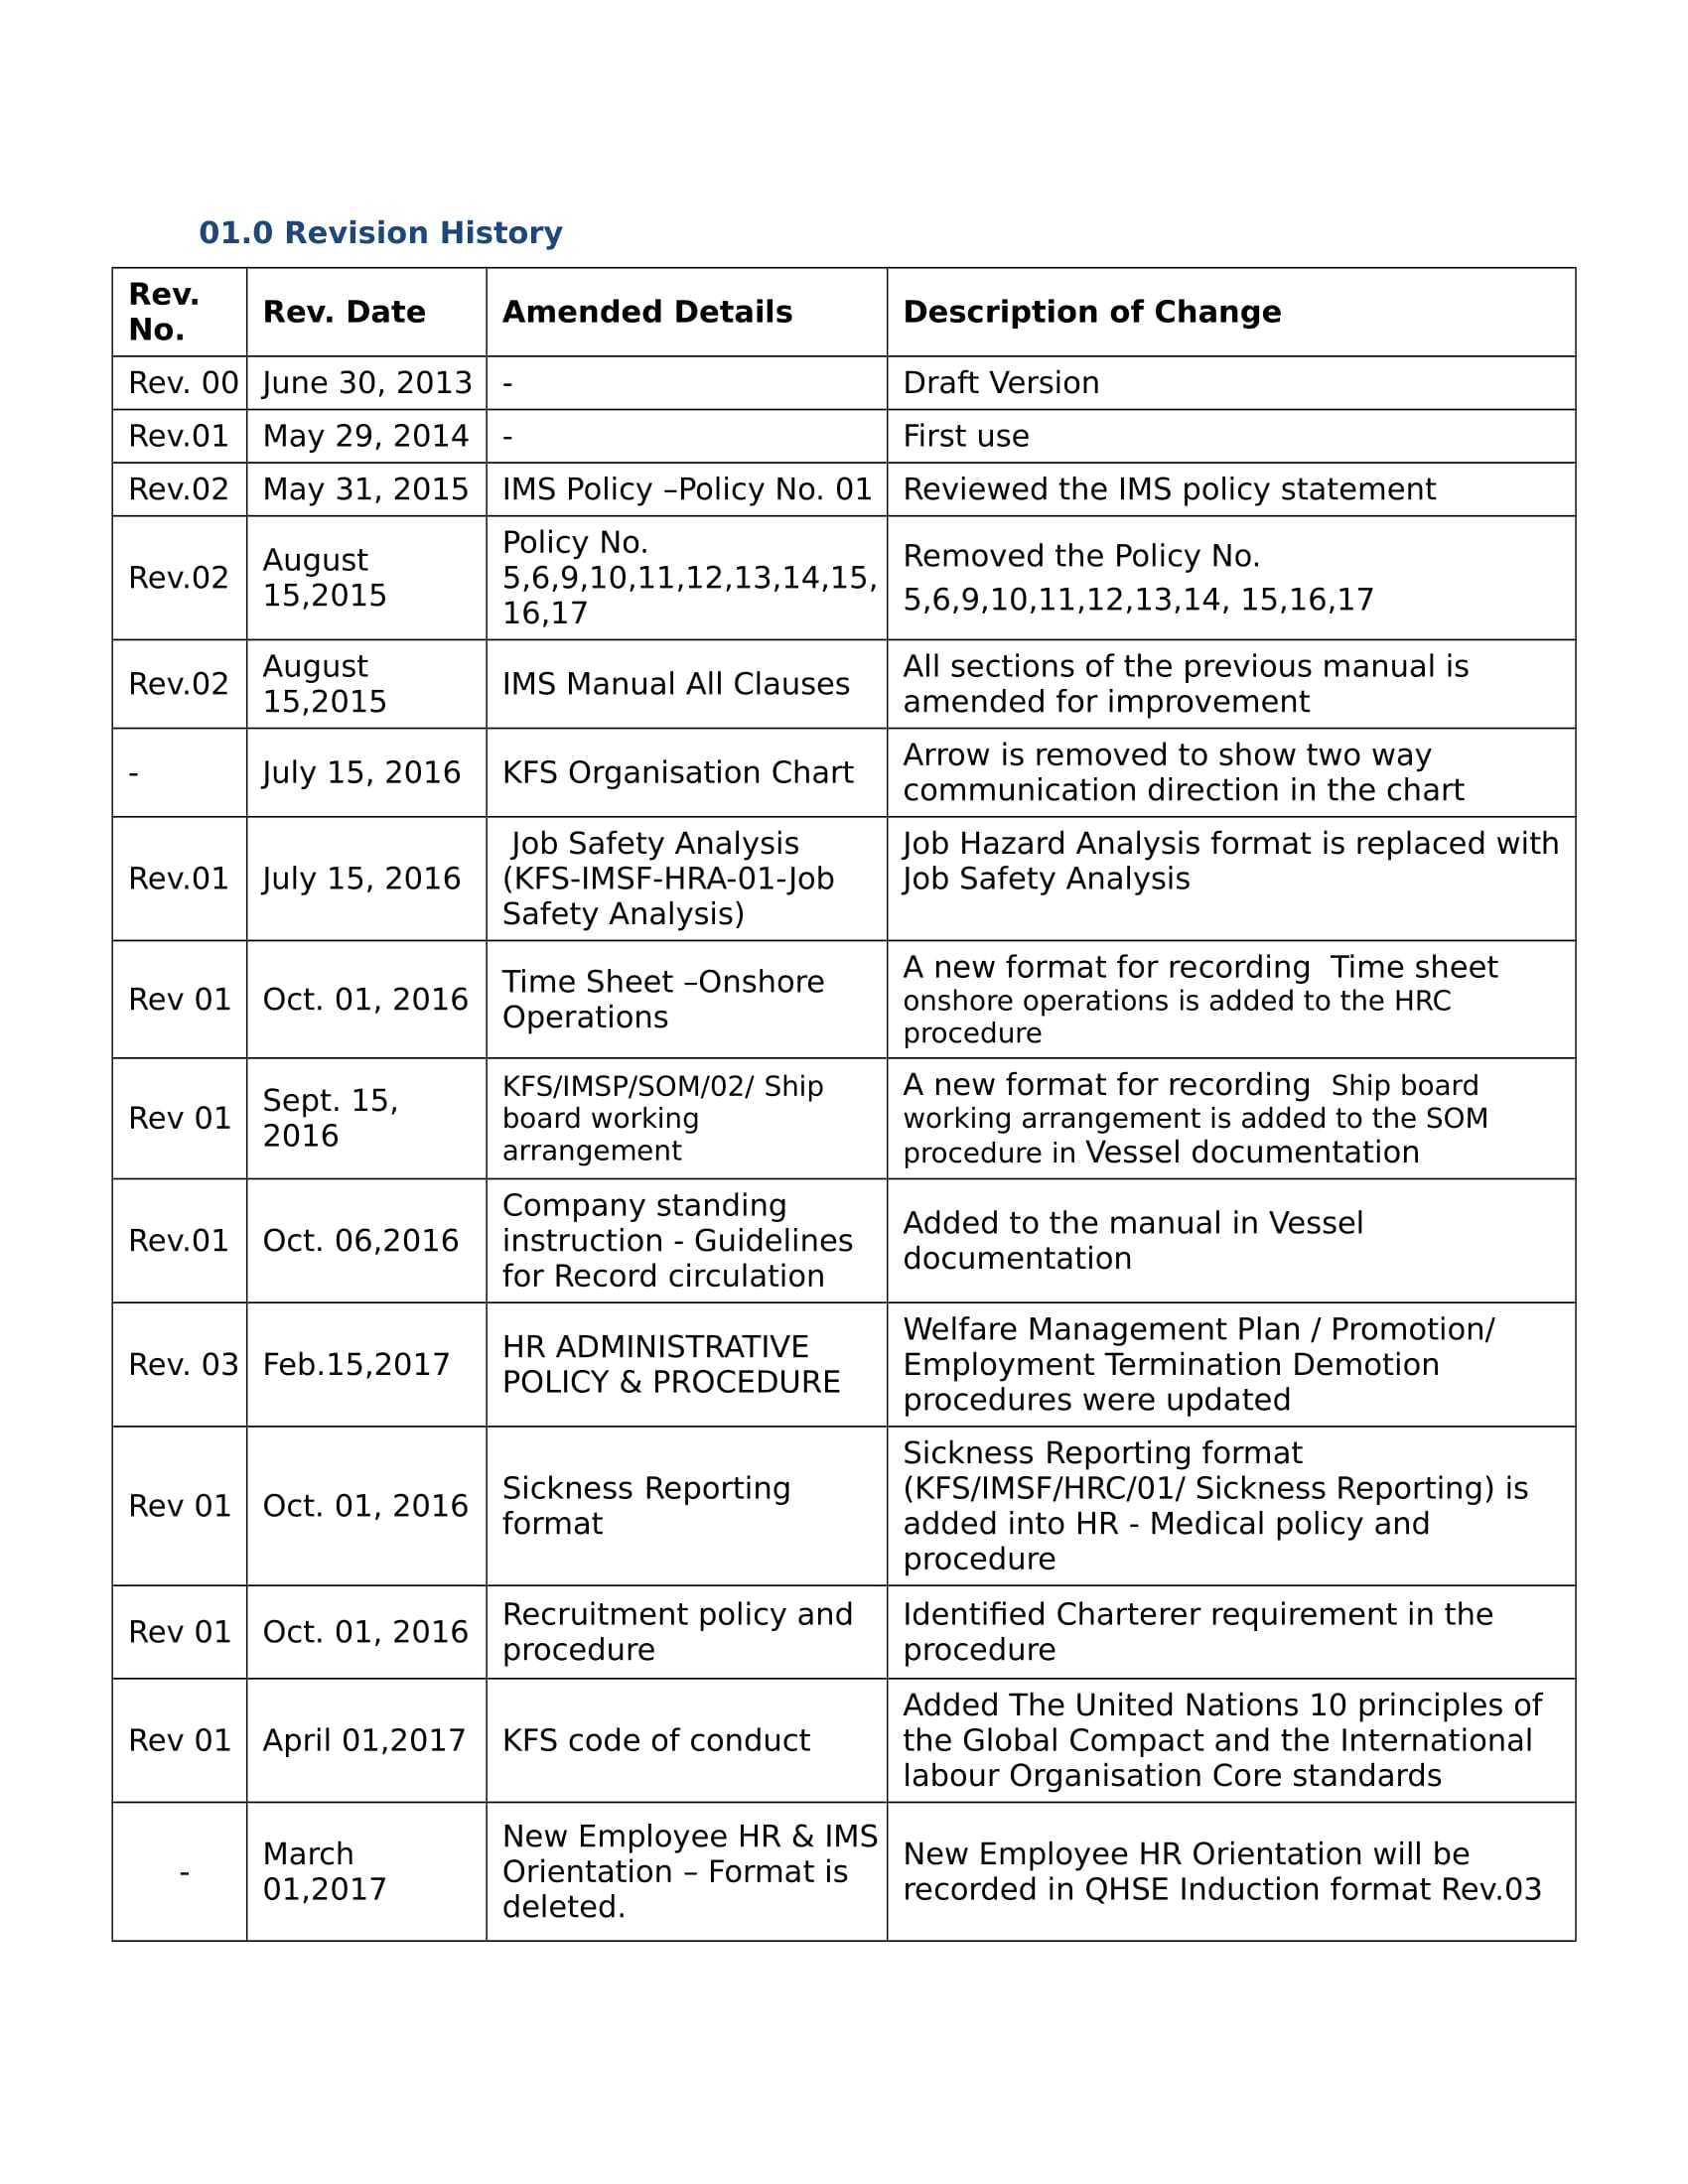 01.0 Revision History
Rev.
No.
Rev. Date
Amended Details
Description of Change
Rev. 00
June 30, 2013
-
Draft Version
Rev.01
May 29, 2014
-
First use
Rev.02
May 31, 2015
IMS Policy –Policy No. 01
Reviewed the IMS policy statement
Rev.02
August
15,2015
Policy No.
5,6,9,10,11,12,13,14,15,
16,17
Removed the Policy No.
5,6,9,10,11,12,13,14, 15,16,17
Rev.02
August
15,2015
IMS Manual All Clauses
All sections of the previous manual is
amended for improvement
-
July 15, 2016
KFS Organisation Chart
Arrow is removed to show two way
communication direction in the chart
Rev.01
July 15, 2016
Job Safety Analysis
(KFS-IMSF-HRA-01-Job
Safety Analysis)
Job Hazard Analysis format is replaced with
Job Safety Analysis
Rev 01
Oct. 01, 2016
Time Sheet –Onshore
Operations
A new format for recording  Time sheet
onshore operations is added to the HRC
procedure
Rev 01
Sept. 15,
2016
KFS/IMSP/SOM/02/ Ship
board working
arrangement
A new format for recording  Ship board
working arrangement is added to the SOM
procedure in Vessel documentation
Rev.01
Oct. 06,2016
Company standing
instruction - Guidelines
for Record circulation
Added to the manual in Vessel
documentation
Rev. 03
Feb.15,2017
HR ADMINISTRATIVE
POLICY & PROCEDURE
Welfare Management Plan / Promotion/
Employment Termination Demotion
procedures were updated
Rev 01
Oct. 01, 2016
Sickness Reporting
format
Sickness Reporting format
(KFS/IMSF/HRC/01/ Sickness Reporting) is
added into HR - Medical policy and
procedure
Rev 01
Oct. 01, 2016
Recruitment policy and
procedure
Identified Charterer requirement in the
procedure
Rev 01
April 01,2017
KFS code of conduct
Added The United Nations 10 principles of
the Global Compact and the International
labour Organisation Core standards
-
March
01,2017
New Employee HR & IMS
Orientation – Format is
deleted.
New Employee HR Orientation will be
recorded in QHSE Induction format Rev.03